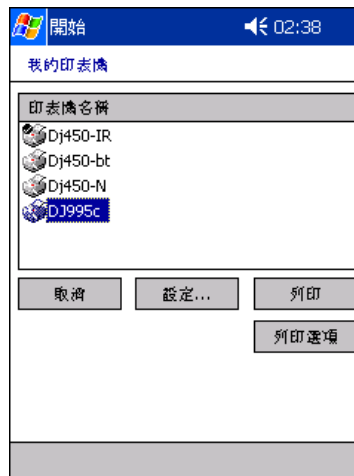 開始 02:38
我的印表機
印表機名稱
Dj450-IR
Dj450-bt
Dj450-N
DJ995c
取消 設定... 列印
列印選項